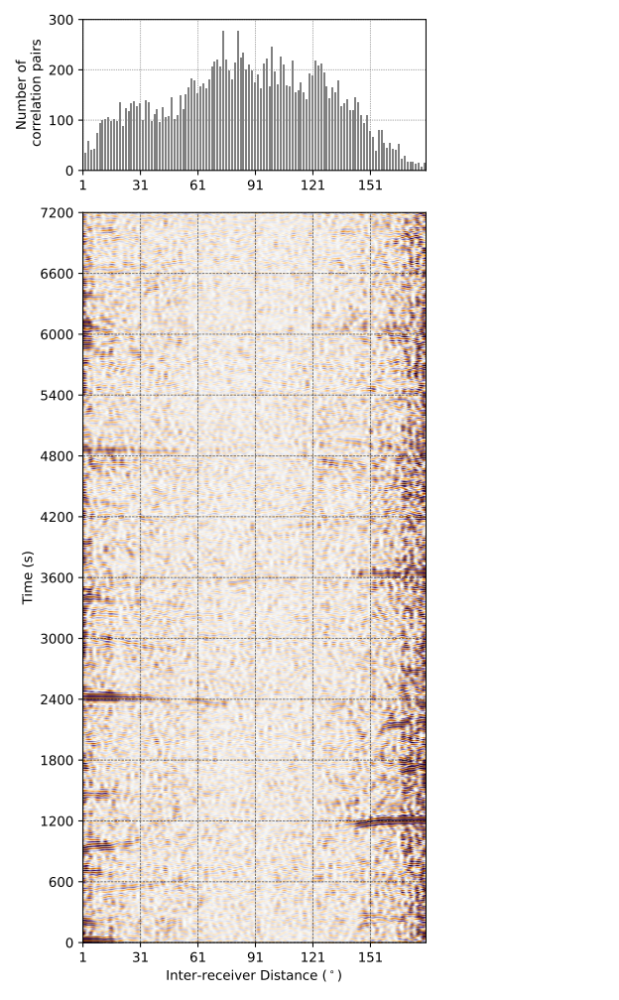 Number of
correlation pairs
300
200
100
0
1 31 61 91 121 151
Time (s)
7200
6600
6000
5400
4800
4200
3600
3000
2400
1800
1200
600
0
1 31 61 91 121 151
Inter-receiver Distance (°)